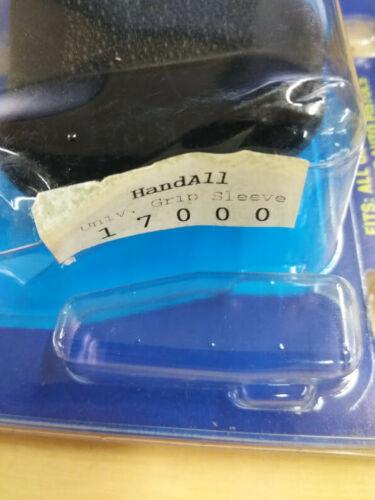 HandAll
Univ. Grip Sleeve
17000
FITS: ALL